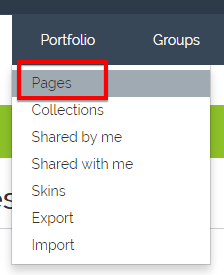 Portfolio Groups
Pages
Collections
Shared by me
Shared with me
Skins
Export
Import